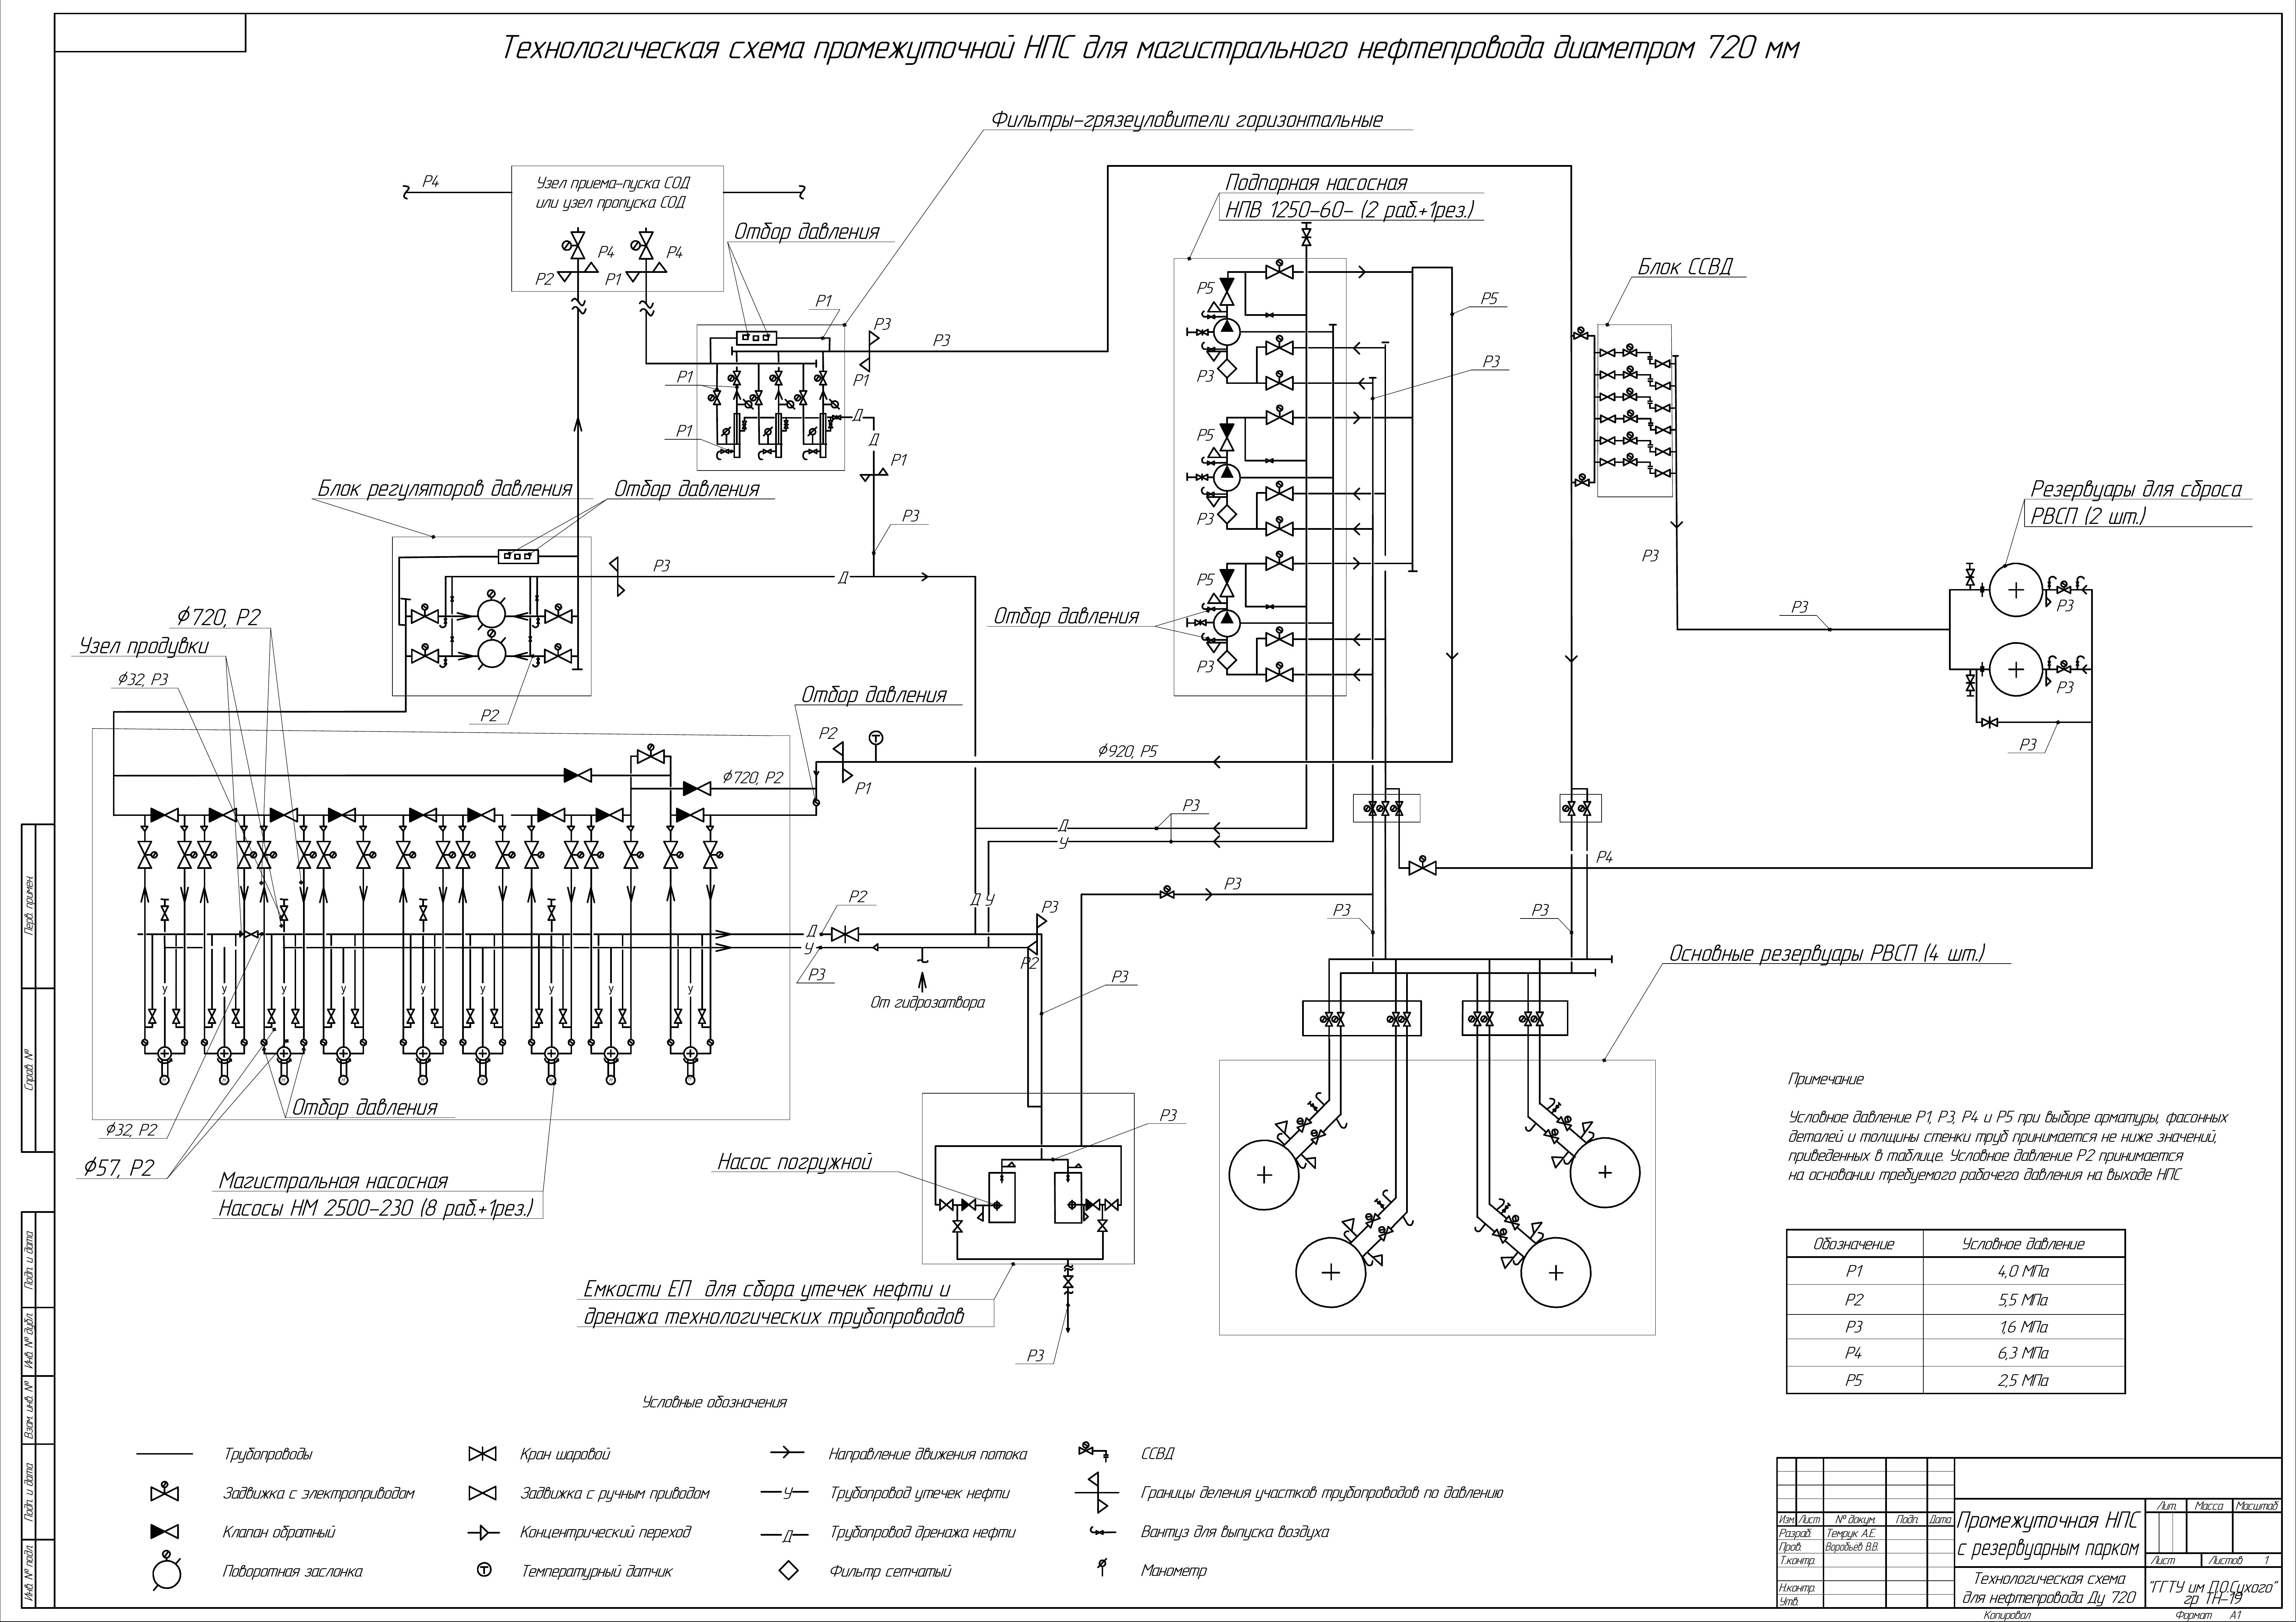 Технологическая схема промежуточной НПС для магистрального нефтепровода диаметром 720 мм
Фильтры-грязеуловители горизонтальные
P4
Узел приема-пуска СОД
или узел пропуска СОД
P4
P4
P2
P1
Отбор давления
Подпорная насосная
НПВ 1250-60- (2 раб.+1рез.)
Блок ССВД
P1
P3
P3
P1
P1
P1
Д
Д
P1
P3
P5
P3
P5
P3
P5
P3
P5
P3
Блок регуляторов давления
Отбор давления
P3
Д
Отбор давления
Резервуары для сброса
РВСП (2 шт.)
P3
P3
P3
P3
P3
ϕ720, P2
Узел продувки
ϕ32, P3
P2
Отбор давления
P2
P1
T
ϕ920, P5
ϕ720, P2
P3
Д
У
P4
P3
Д У
P2
P3
Д
У
P3
P2
P3
P3
P3
От гидрозатвора
У
У
У
У
У
У
У
Основные резервуары РВСП (4 шт.)
Отбор давления
ϕ32, P2
ϕ57, P2
Магистральная насосная
Насосы НМ 2500-230 (8 раб.+1рез.)
P3
Насос погружной
Емкости ЕП для сбора утечек нефти и
дренажа технологических трубопроводов
P3
Примечание
Условное давление P1, P3, P4 и P5 при выборе арматуры, фасонных
деталей и толщины стенки труб принимается не ниже значений,
приведенных в таблице. Условное давление P2 принимается
на основании требуемого рабочего давления на выходе НПС
Обозначение Условное давление
P1 4,0 МПа
P2 5,5 МПа
P3 1,6 МПа
P4 6,3 МПа
P5 2,5 МПа
Условные обозначения
Трубопроводы
Задвижка с электроприводом
Клапан обратный
Поворотная заслонка
Кран шаровой
Задвижка с ручным приводом
Концентрический переход
T Температурный датчик
Направление движения потока
У Трубопровод утечек нефти
Д Трубопровод дренажа нефти
Фильтр сетчатый
ССВД
Границы деления участков трубопроводов по давлению
Вантуз для выпуска воздуха
Манометр
Перв. примен.
Справ. №
Подп. и дата
Инв. № дубл.
Взам. инв. №
Подп. и дата
Инв. № подл.
Изм. Лист № докум. Подп. Дата
Разраб. Темрук А.Е.
Пров. Воробьёв В.В.
Т.контр.
Н.контр.
Утв.
Промежуточная НПС
с резервуарным парком
Технологическая схема
для нефтепровода Ду 720
Лит. Масса Масштаб
Лист Листов 1
"ГГТУ им П.О.Сухого"
гр ТН-19
Копировал Формат А1